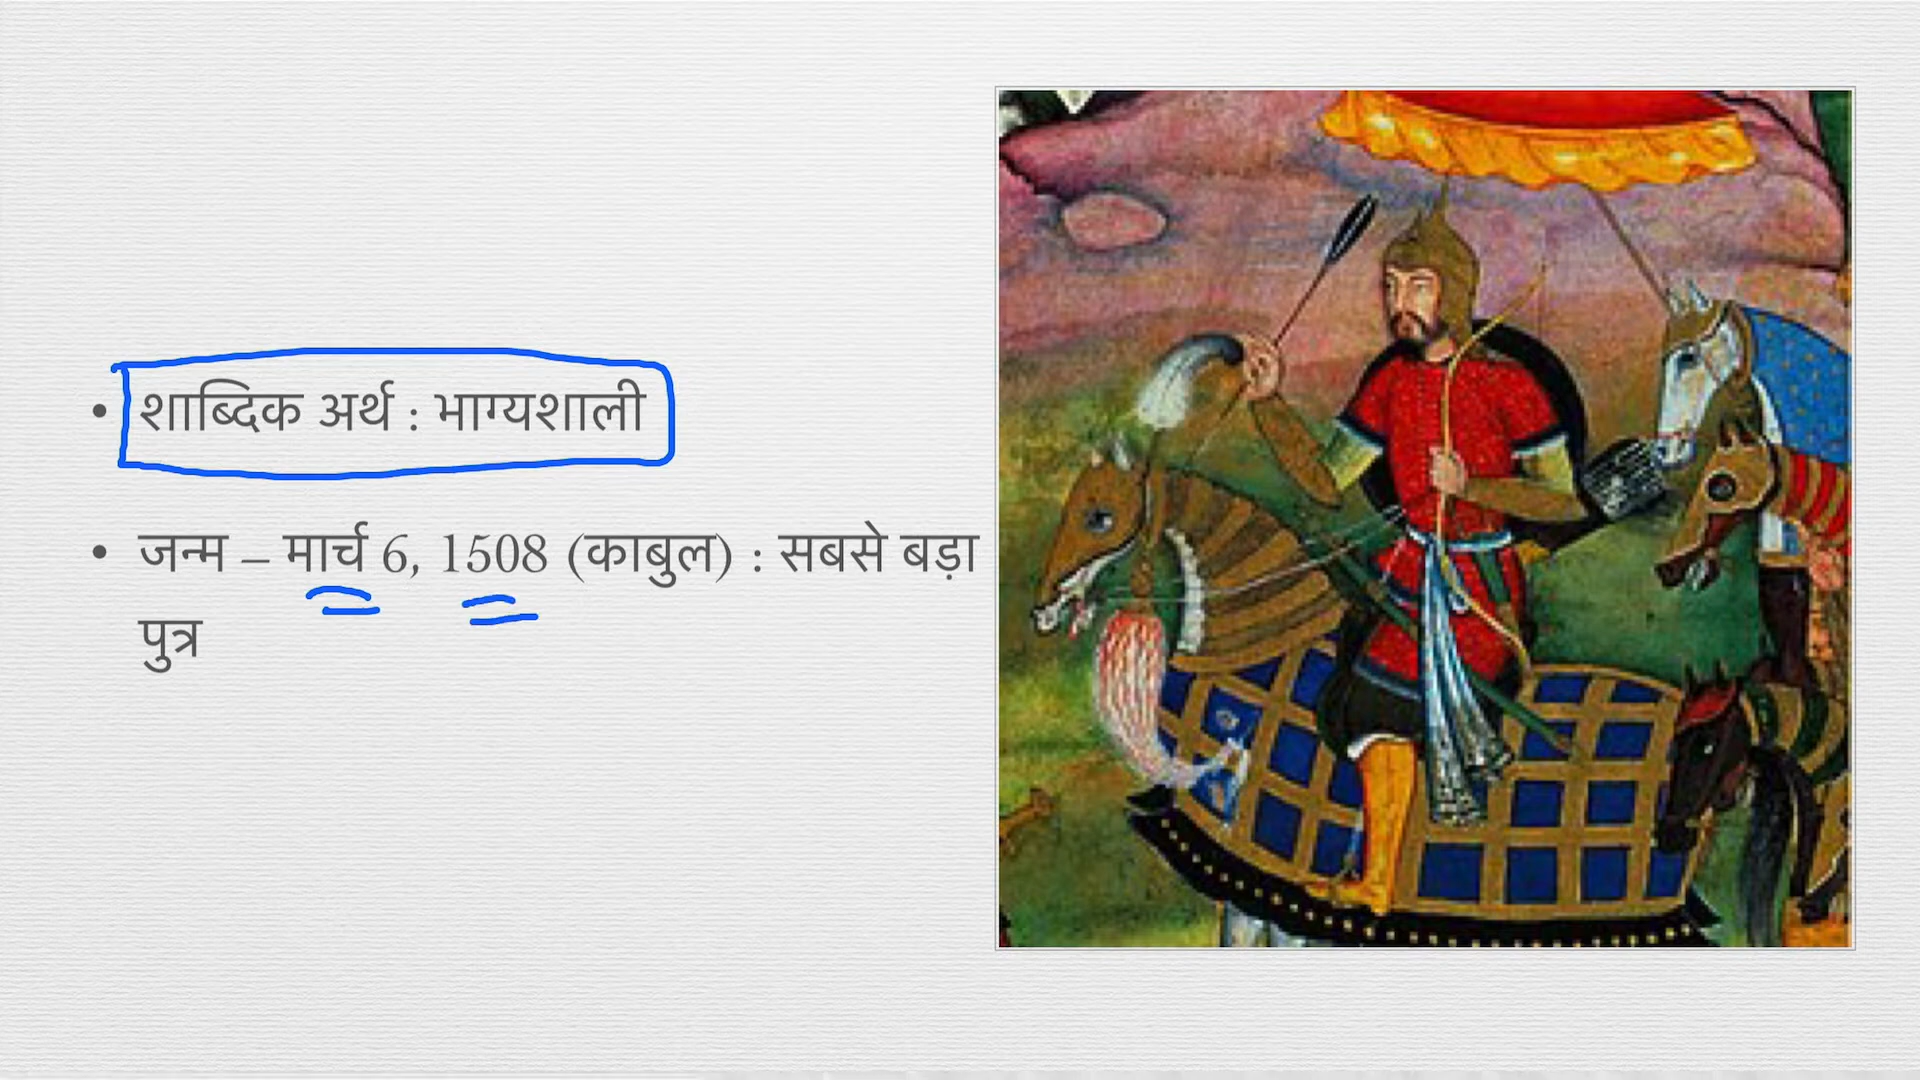 • शाब्दिक अर्थ : भाग्यशाली
• जन्म – मार्च 6, 1508 (काबुल) : सबसे बड़ा
पुत्र